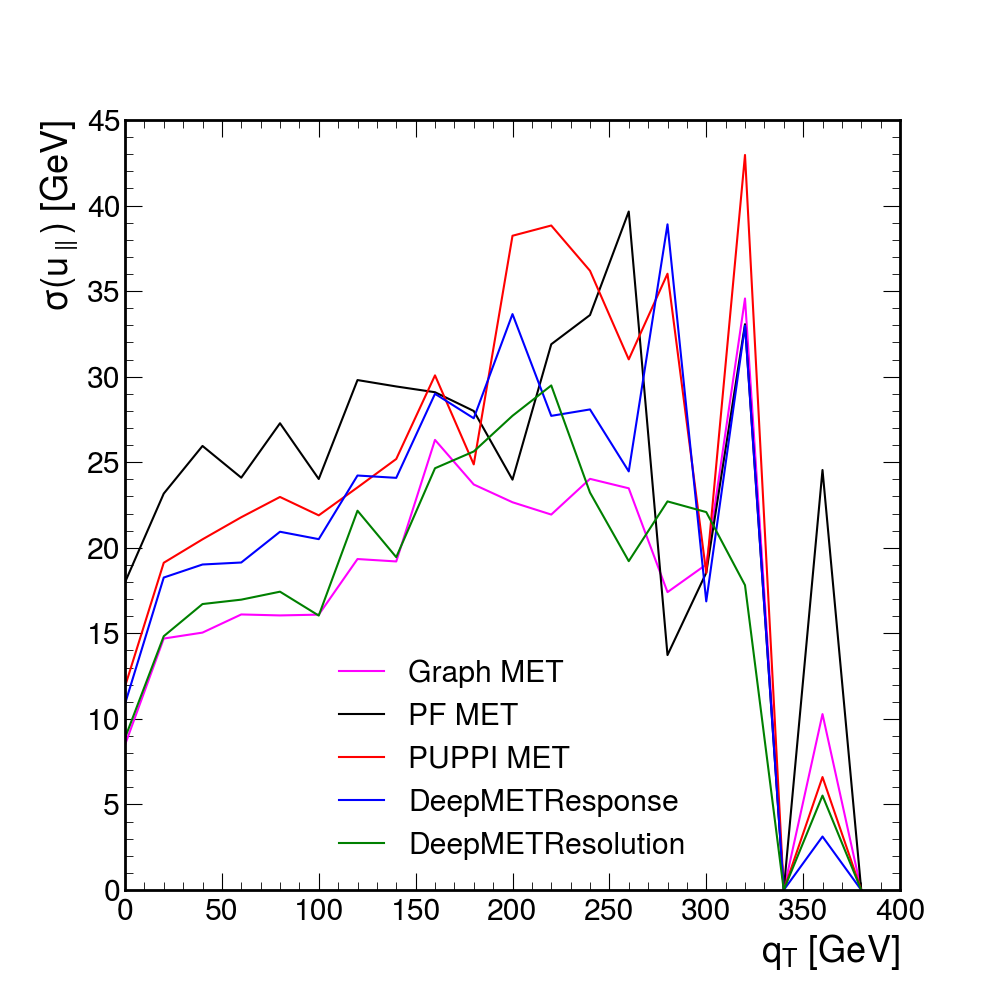 σ(u∥) [GeV]
45
40
35
30
25
20
15
10
5
0
Graph MET
PF MET
PUPPI MET
DeepMETResponse
DeepMETResolution
0 50 100 150 200 250 300 350 400
qT [GeV]